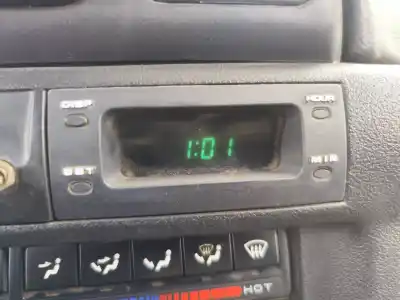 DISP
HOUR
1:01
SET
MIN
HOT